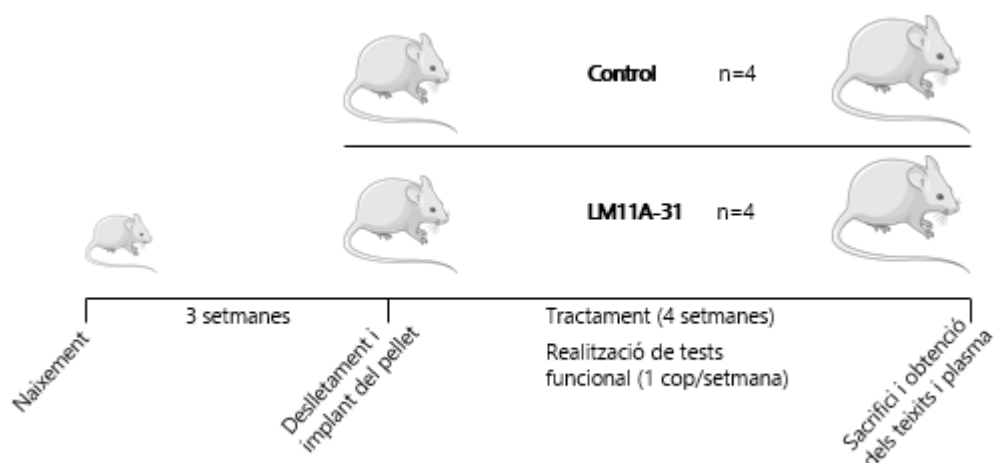 Control n=4
LM11A-31 n=4
3 setmanes
Tractament (4 setmanes)
Realització de tests
funcional (1 cop/setmana)
Naixement
Deslletament i
implant del pellet
Sacrifici i obtenció
dels teixits i plasma